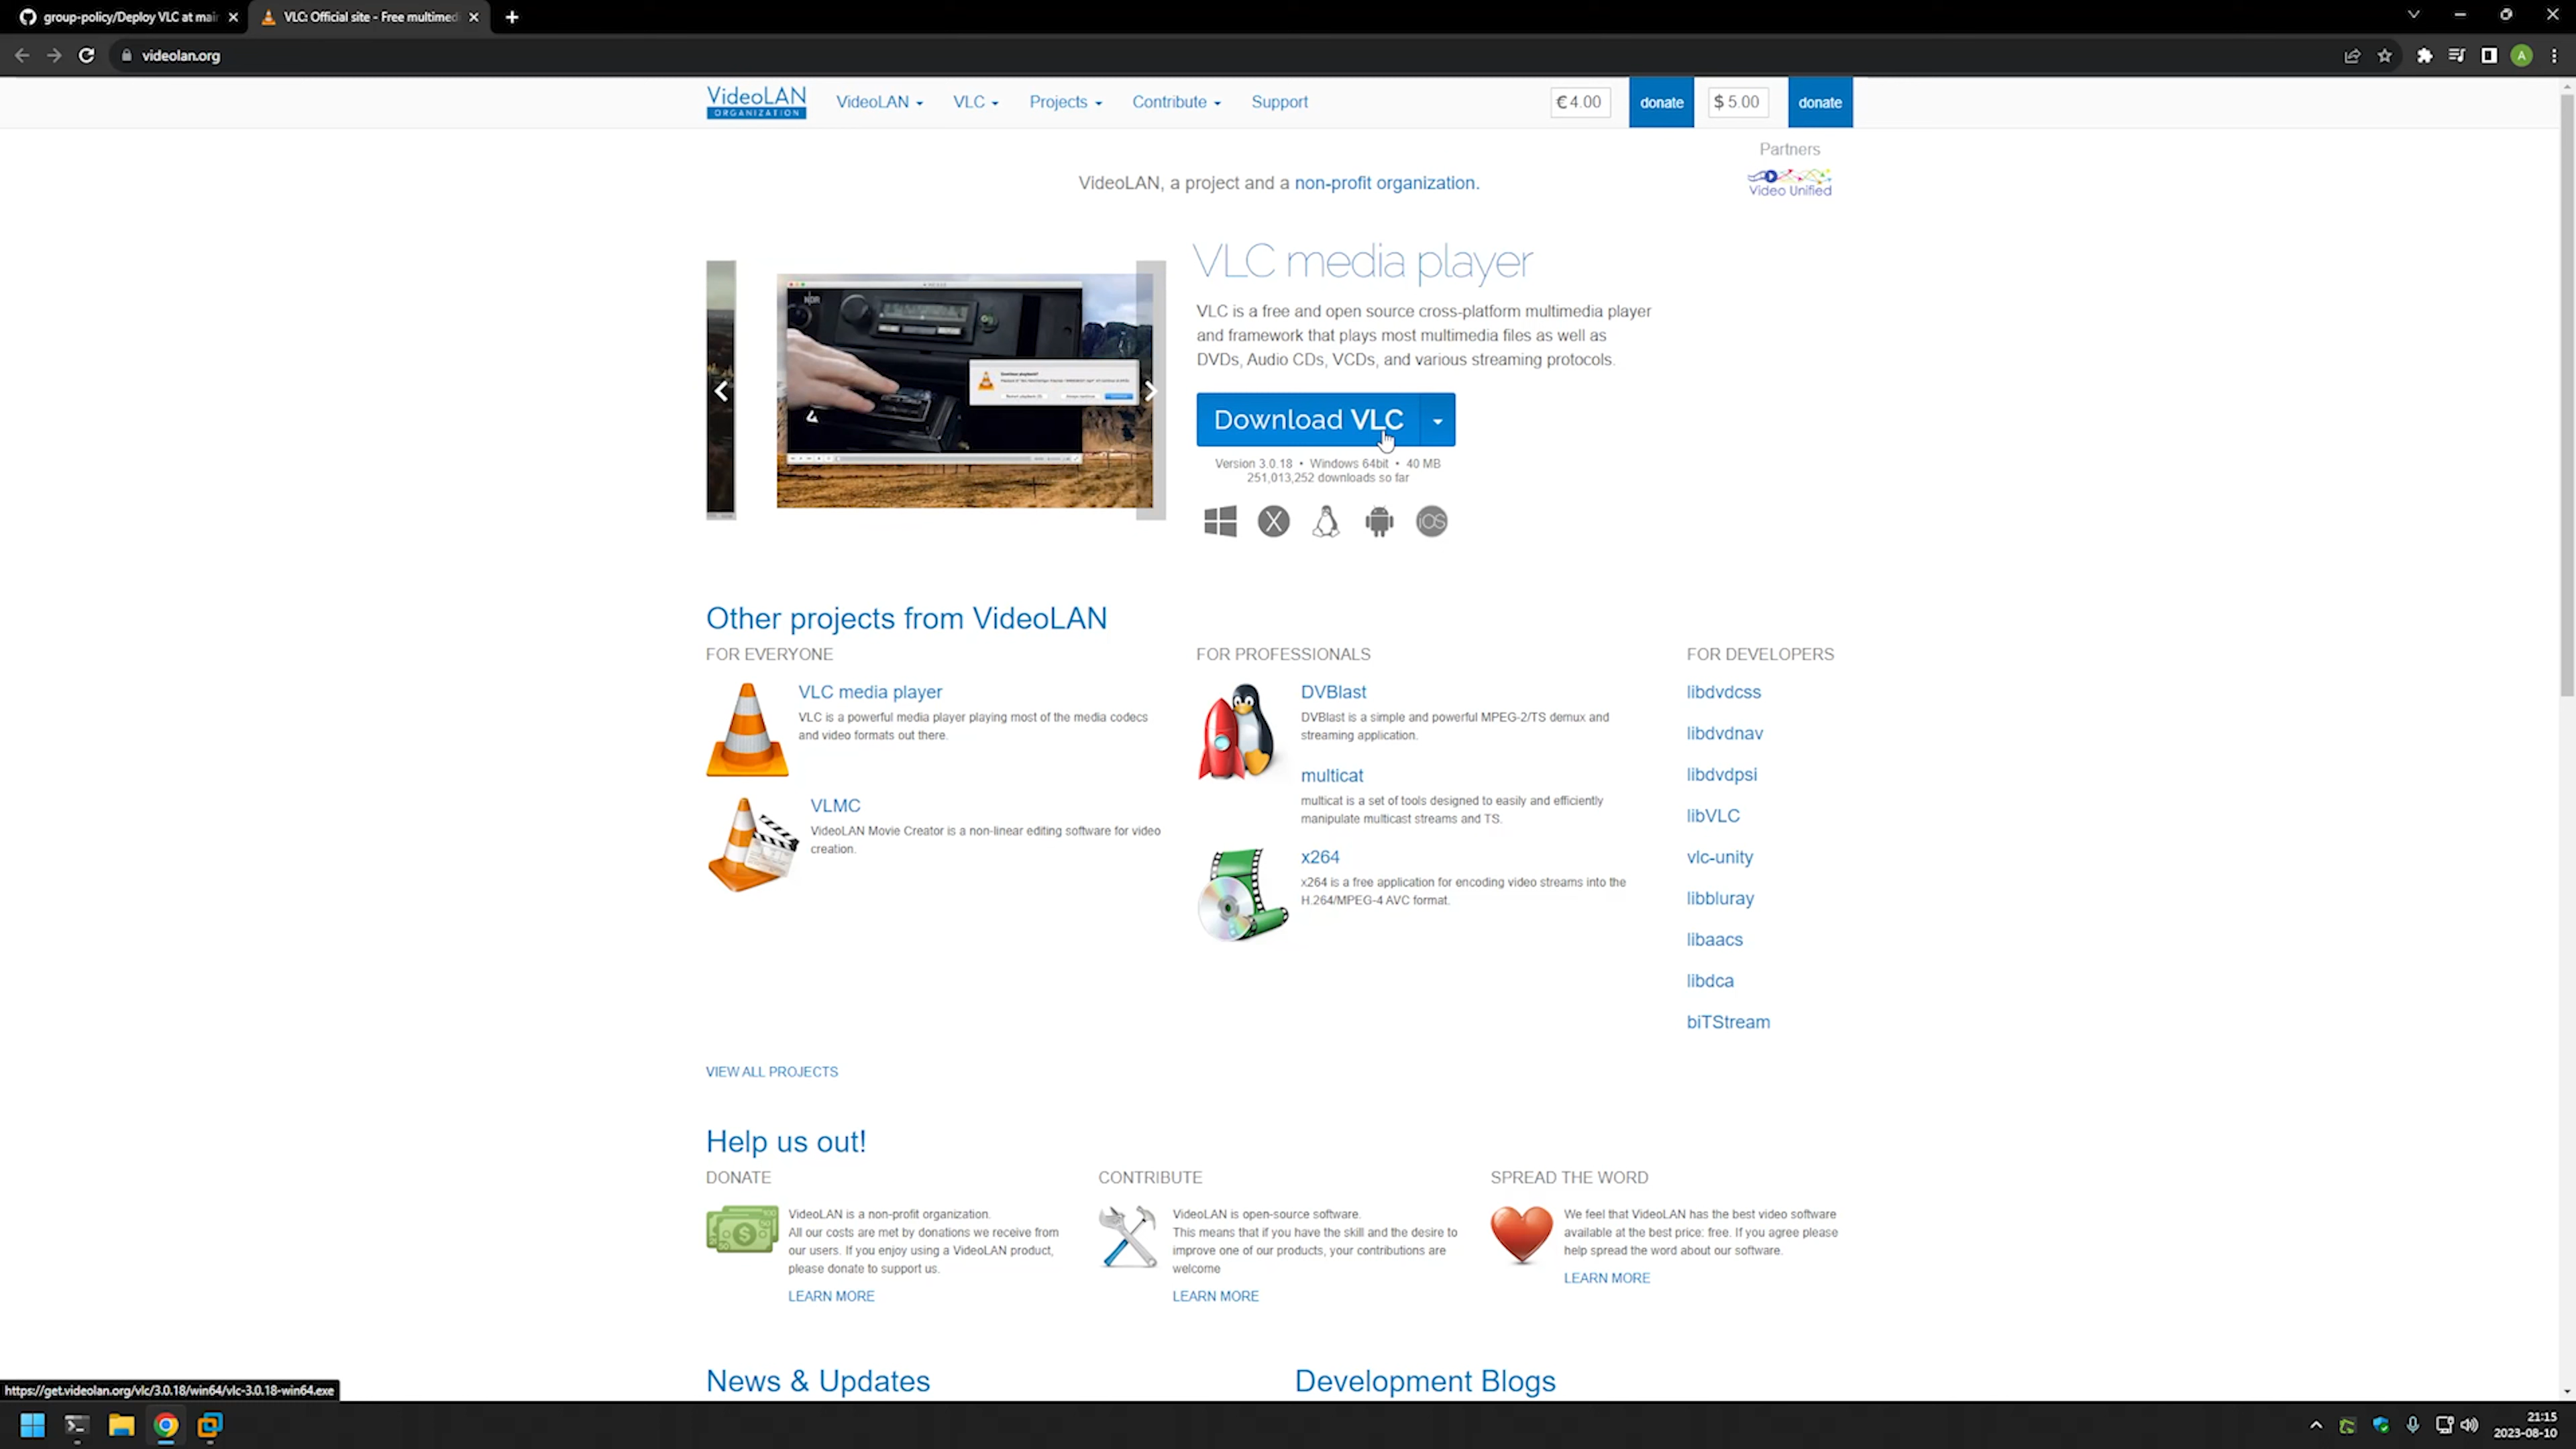 group-policy/Deploy VLC at mai
VLC: Official site - Free multimed
videolan.org
VideoLAN
ORGANIZATION
VideoLAN
VLC
Projects
Contribute
Support
€ 4.00
donate
$ 5.00
donate
Partners
Video Unified
VideoLAN, a project and a non-profit organization.
VLC media player
VLC is a free and open source cross-platform multimedia player
and framework that plays most multimedia files as well as
DVDs, Audio CDs, VCDs, and various streaming protocols.
NDR
Download VLC
Version 3.0.18 • Windows 64bit • 40 MB
251,013,252 downloads so far
X
iOS
Other projects from VideoLAN
FOR EVERYONE
VLC media player
VLC is a powerful media player playing most of the media codecs
and video formats out there.
VLMC
VideoLAN Movie Creator is a non-linear editing software for video
creation.
FOR PROFESSIONALS
DVBlast
DVBlast is a simple and powerful MPEG-2/TS demux and
streaming application.
multicat
multicat is a set of tools designed to easily and efficiently
manipulate multicast streams and TS.
x264
x264 is a free application for encoding video streams into the
H.264/MPEG-4 AVC format.
FOR DEVELOPERS
libdvdcss
libdvdnav
libdvdpsi
libVLC
vlc-unity
libbluray
libaacs
libdca
biTStream
VIEW ALL PROJECTS
Help us out!
DONATE
VideoLAN is a non-profit organization.
All our costs are met by donations we receive from
our users. If you enjoy using a VideoLAN product,
please donate to support us.
LEARN MORE
CONTRIBUTE
VideoLAN is open-source software.
This means that if you have the skill and the desire to
improve one of our products, your contributions are
welcome
LEARN MORE
SPREAD THE WORD
We feel that VideoLAN has the best video software
available at the best price: free. If you agree please
help spread the word about our software.
LEARN MORE
News & Updates
Development Blogs
https://get.videolan.org/vlc/3.0.18/win64/vlc-3.0.18-win64.exe
A
21:15
2023-08-10